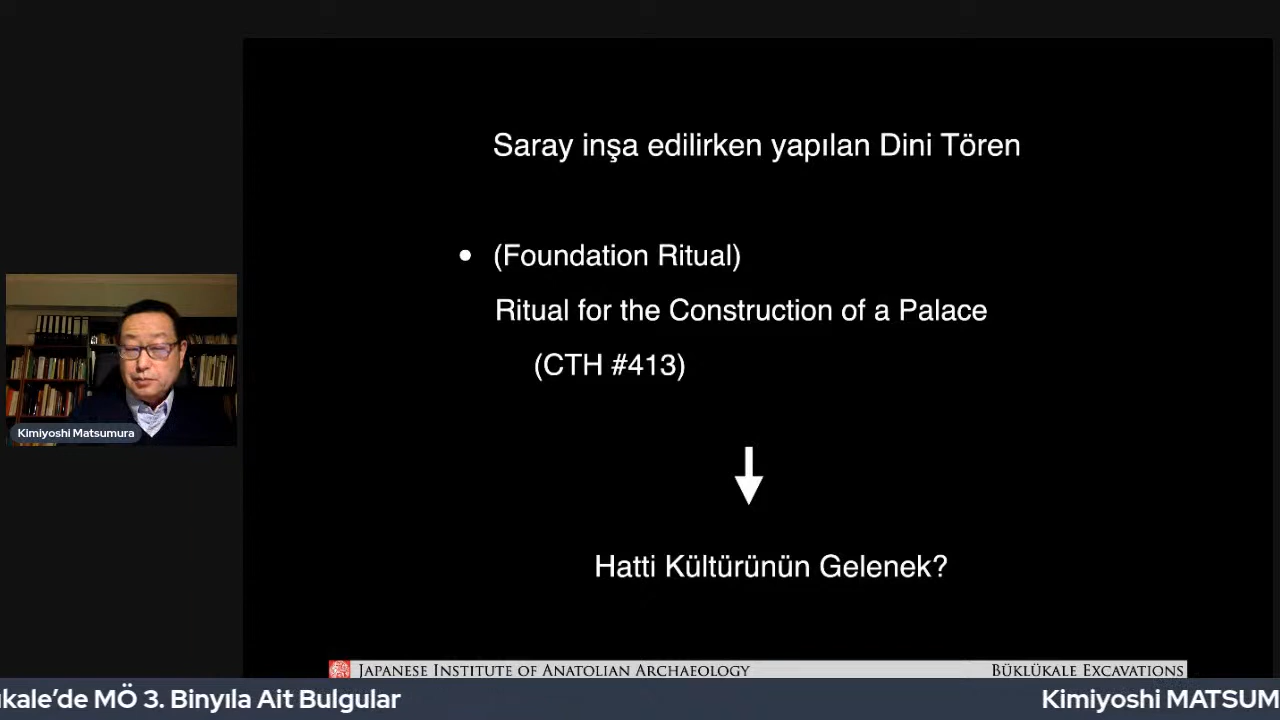 Saray inşa edilirken yapılan Dini Tören
• (Foundation Ritual)
Ritual for the Construction of a Palace
(CTH #413)
Hatti Kültürünün Gelenek?
Kimiyoshi Matsumura
JAPANESE INSTITUTE OF ANATOLIAN ARCHAEOLOGY
BÜKLÜKALE EXCAVATIONS
ükale’de MÖ 3. Binyıla Ait Bulgular
Kimiyoshi MATSUM